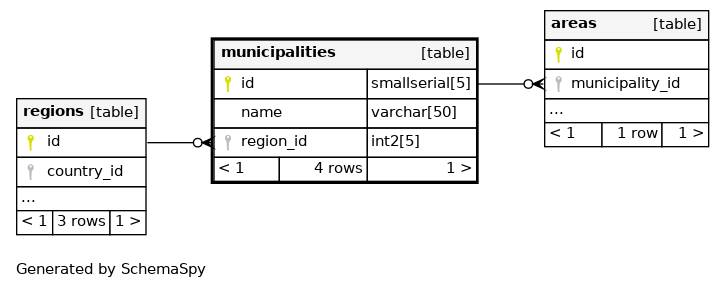 regions [table]
id
country_id
...
< 1 3 rows 1 >
municipalities [table]
id smallserial[5]
name varchar[50]
region_id int2[5]
< 1 4 rows 1 >
areas [table]
id
municipality_id
...
< 1 1 row 1 >
Generated by SchemaSpy